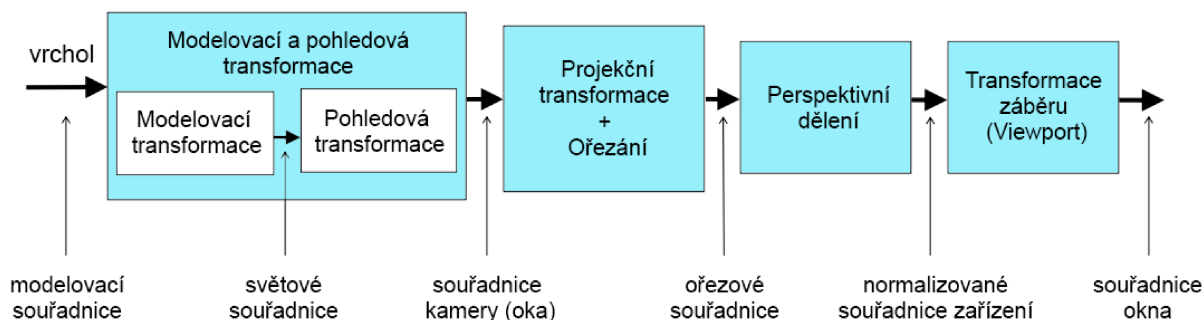 vrchol
Modelovací a pohledová
transformace
Modelovací
transformace
Pohledová
transformace
Projekční
transformace
+
Ořezání
Perspektivní
dělení
Transformace
záběru
(Viewport)
modelovací
souřadnice
světové
souřadnice
souřadnice
kamery (oka)
ořezové
souřadnice
normalizované
souřadnice zařízení
souřadnice
okna